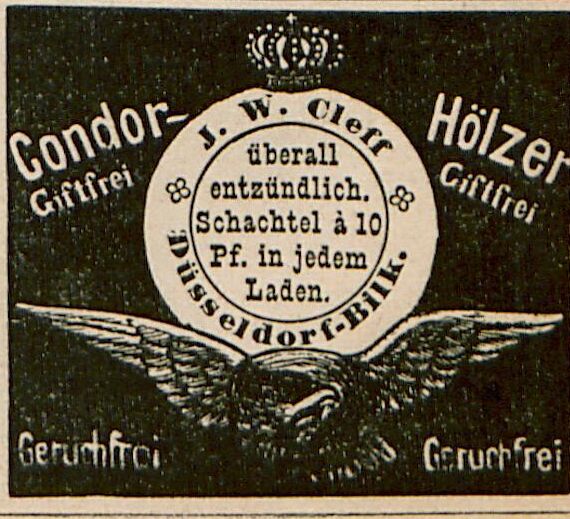 Condor-
Hölzer
Giftfrei
Giftfrei
J. W. Cleff
überall
entzündlich.
Schachtel à 10
Pf. in jedem
Laden.
Düsseldorf-Bilk.
Geruchfrei
Geruchfrei